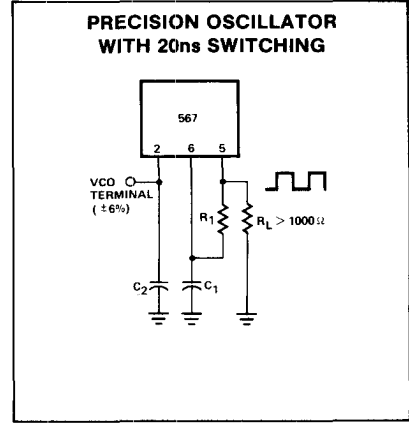 PRECISION OSCILLATOR
WITH 20ns SWITCHING
567
2 6 5
VCO
TERMINAL
(±6%)
R1
RL > 1000Ω
C2
C1